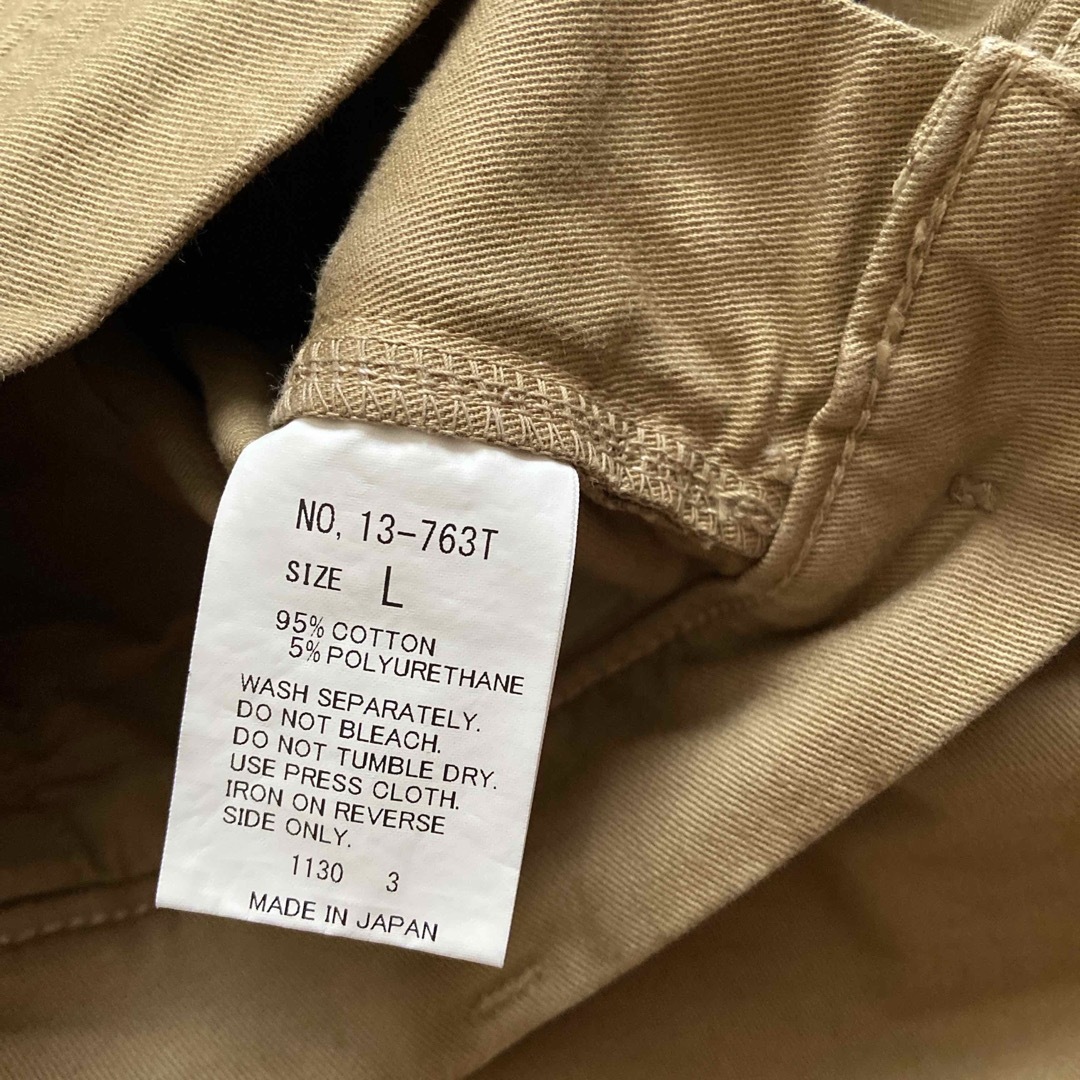 NO, 13-763T
SIZE L
95% COTTON
5% POLYURETHANE
WASH SEPARATELY.
DO NOT BLEACH.
DO NOT TUMBLE DRY.
USE PRESS CLOTH.
IRON ON REVERSE
SIDE ONLY.
1130 3
MADE IN JAPAN